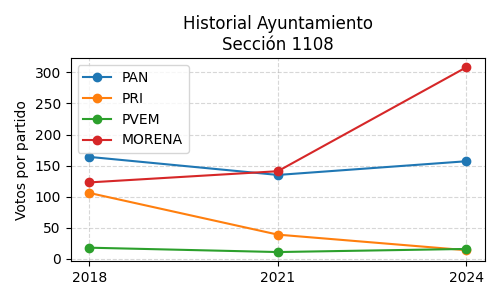 Historial Ayuntamiento
Sección 1108
Votos por partido
300
250
200
150
100
50
0
PAN
PRI
PVEM
MORENA
2018
2021
2024